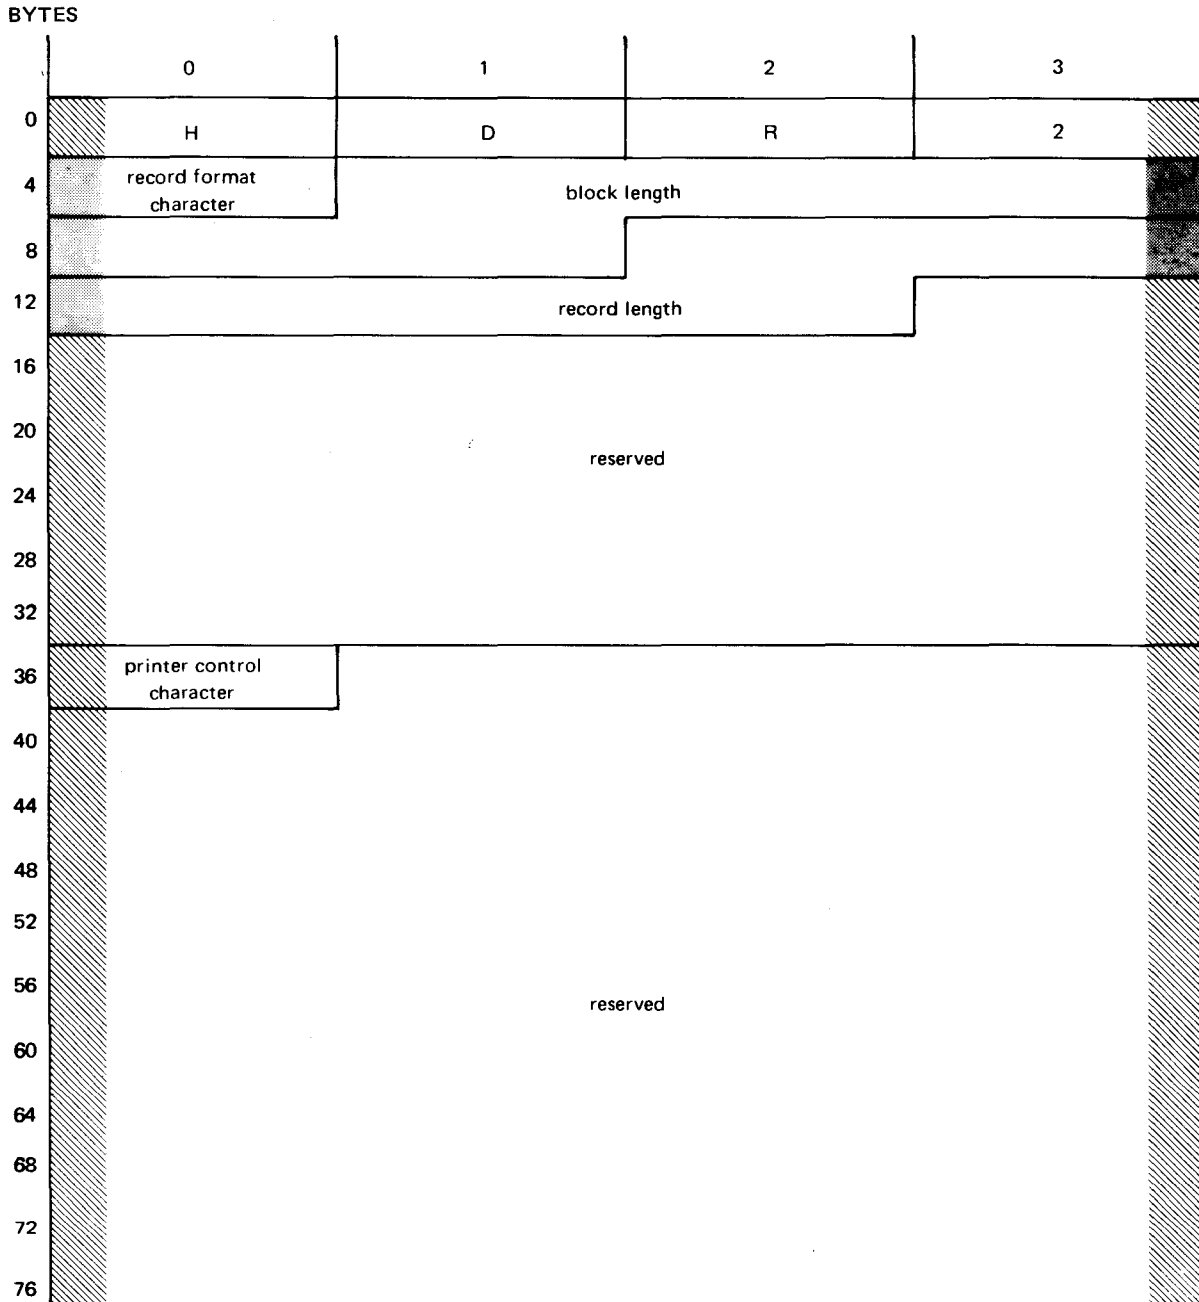 BYTES
0 1 2 3
0 H D R 2
4 record format character block length
8
12 record length
16
20
reserved
24
28
32
36 printer control character
40
44
48
52
56
reserved
60
64
68
72
76